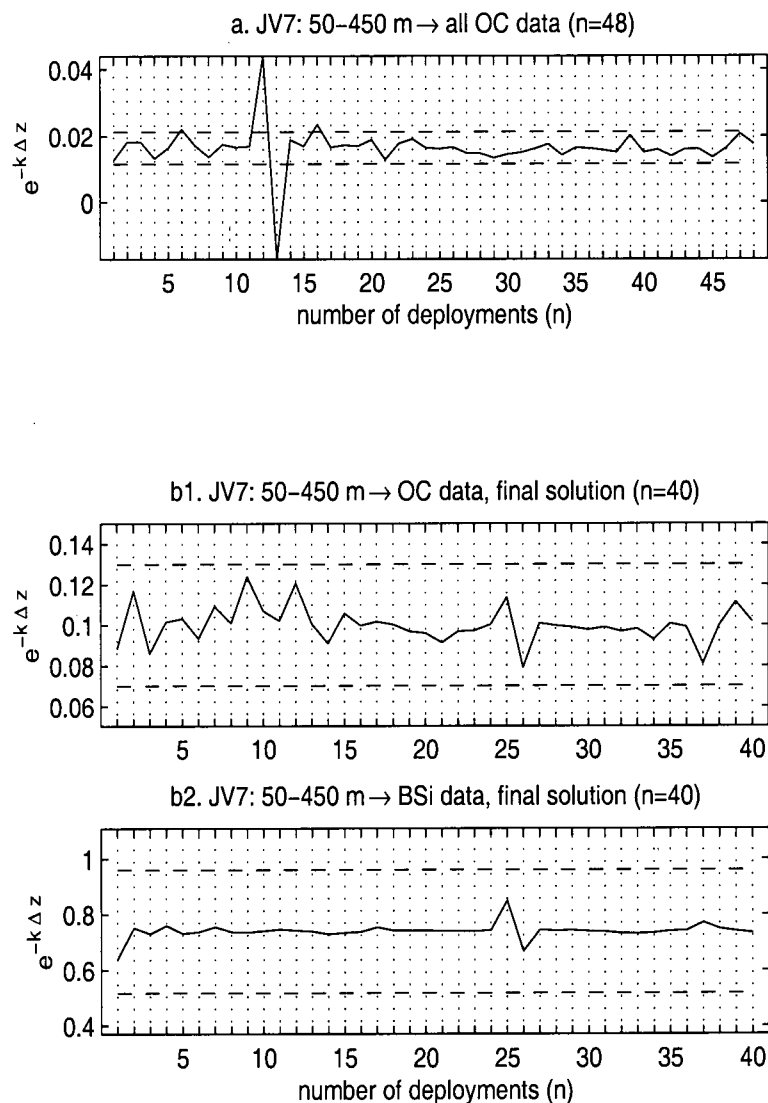 a. JV7: 50−450 m→ all OC data (n=48)
0.04
0.02
0
e−k Δ z
5 10 15 20 25 30 35 40 45
number of deployments (n)
b1. JV7: 50−450 m→ OC data, final solution (n=40)
0.14
0.12
0.1
0.08
0.06
e−k Δ z
5 10 15 20 25 30 35 40
b2. JV7: 50−450 m→ BSi data, final solution (n=40)
1
0.8
0.6
0.4
e−k Δ z
5 10 15 20 25 30 35 40
number of deployments (n)